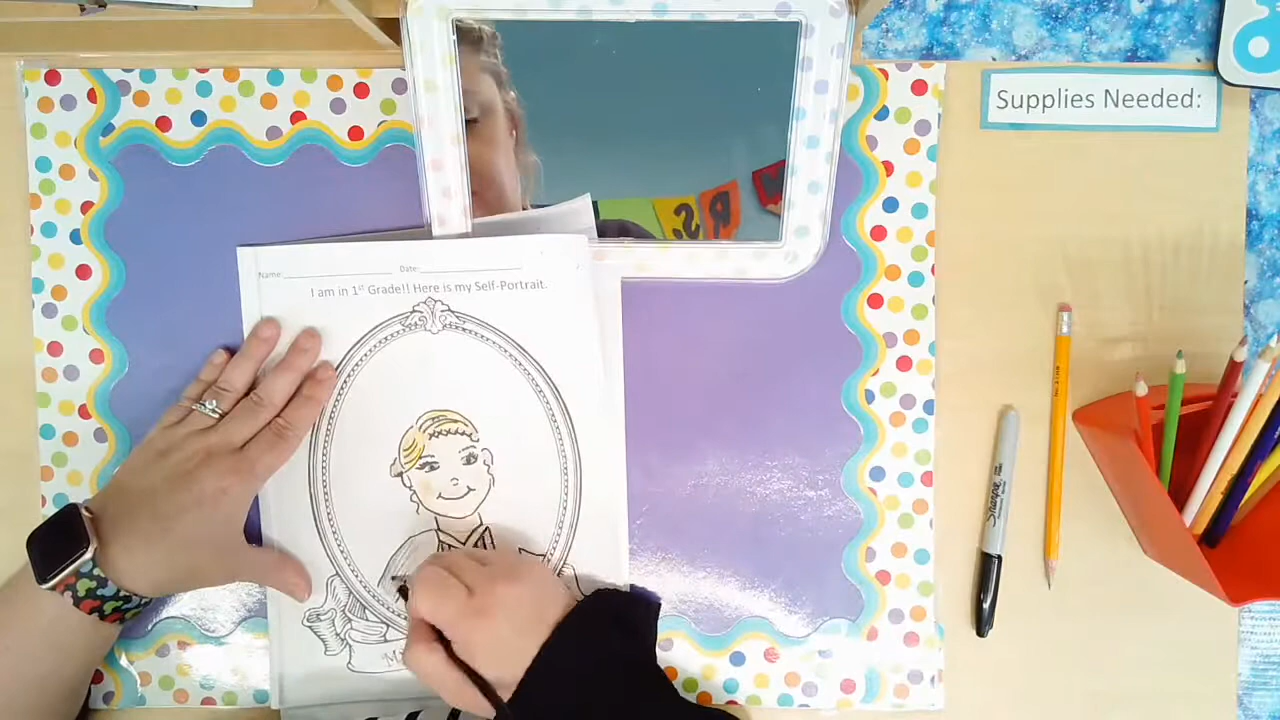 Supplies Needed:
Name: Date:
I am in 1st Grade!! Here is my Self-Portrait.
Sharpie